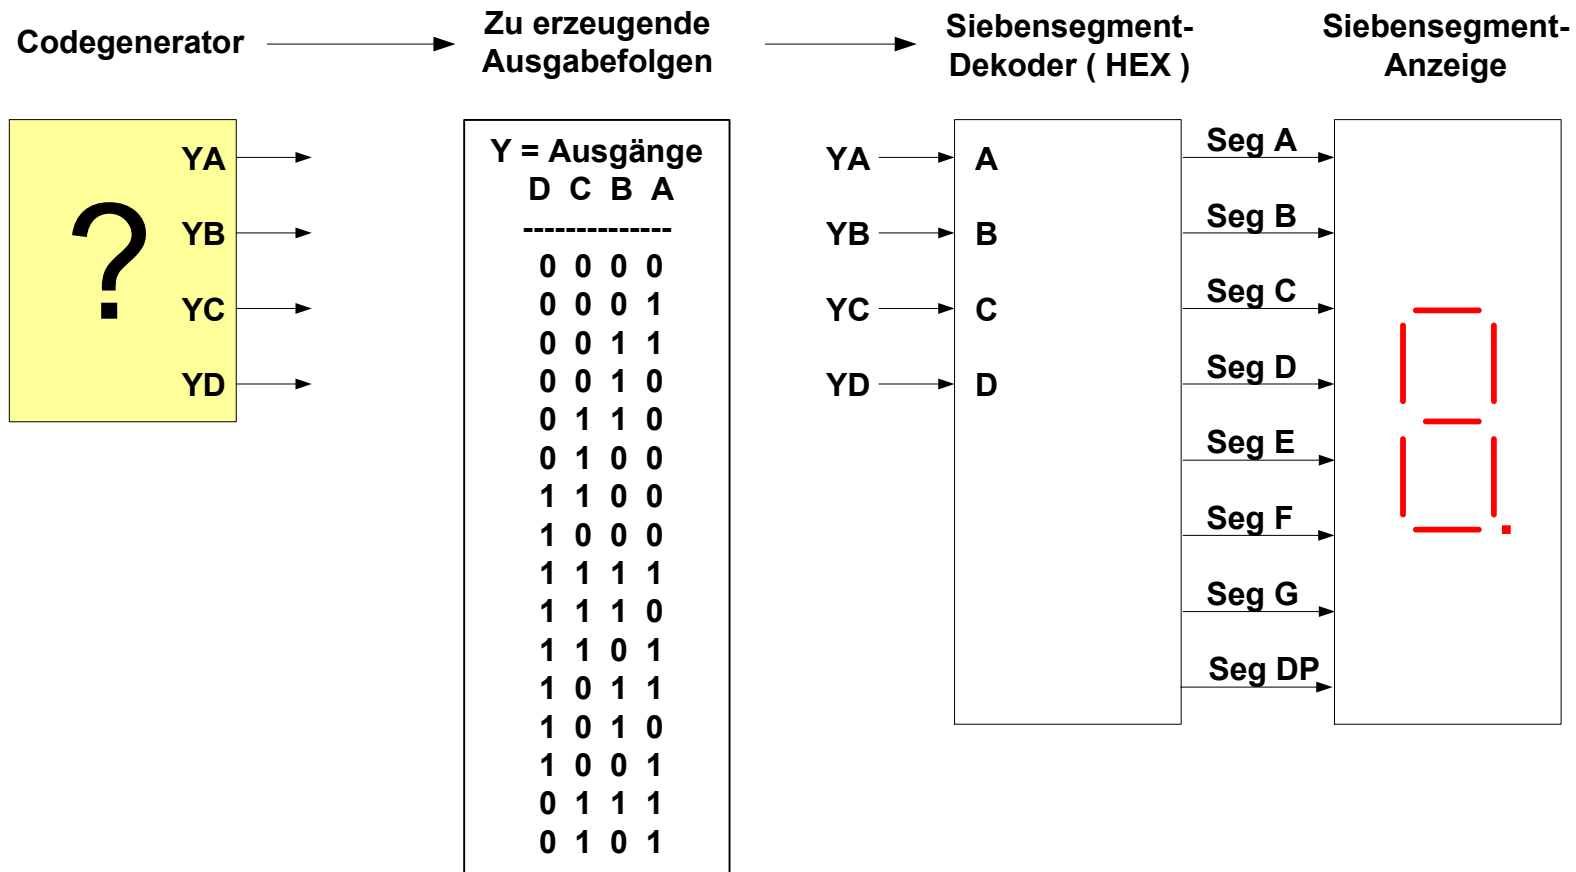 Codegenerator
Zu erzeugende
Ausgabefolgen
Siebensegment-
Dekoder ( HEX )
Siebensegment-
Anzeige
?
YA
YB
YC
YD
Y = Ausgänge
D C B A
--------------
0 0 0 0
0 0 0 1
0 0 1 1
0 0 1 0
0 1 1 0
0 1 0 0
1 1 0 0
1 0 0 0
1 1 1 1
1 1 1 0
1 1 0 1
1 0 1 1
1 0 1 0
1 0 0 1
0 1 1 1
0 1 0 1
YA
YB
YC
YD
A
B
C
D
Seg A
Seg B
Seg C
Seg D
Seg E
Seg F
Seg G
Seg DP
8.